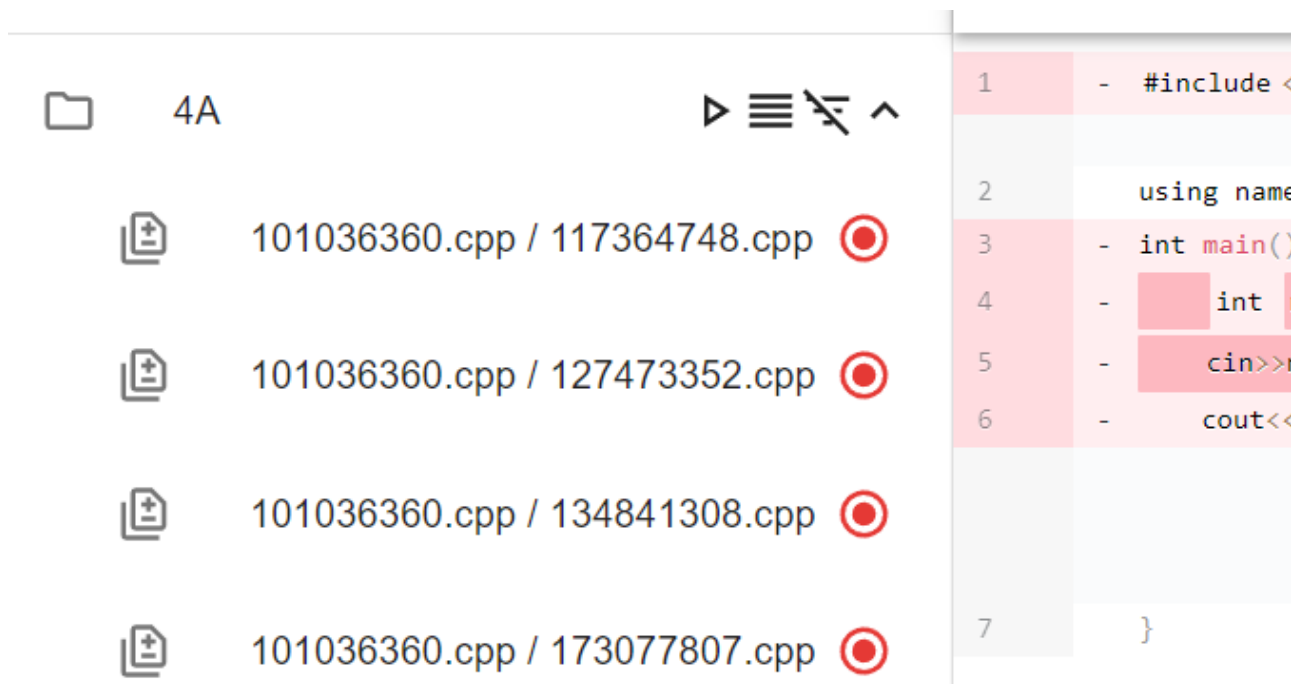 4A
101036360.cpp / 117364748.cpp
101036360.cpp / 127473352.cpp
101036360.cpp / 134841308.cpp
101036360.cpp / 173077807.cpp
1 - #include <
2 using name
3 - int main()
4 - int
5 - cin>>
6 - cout<<
7 }